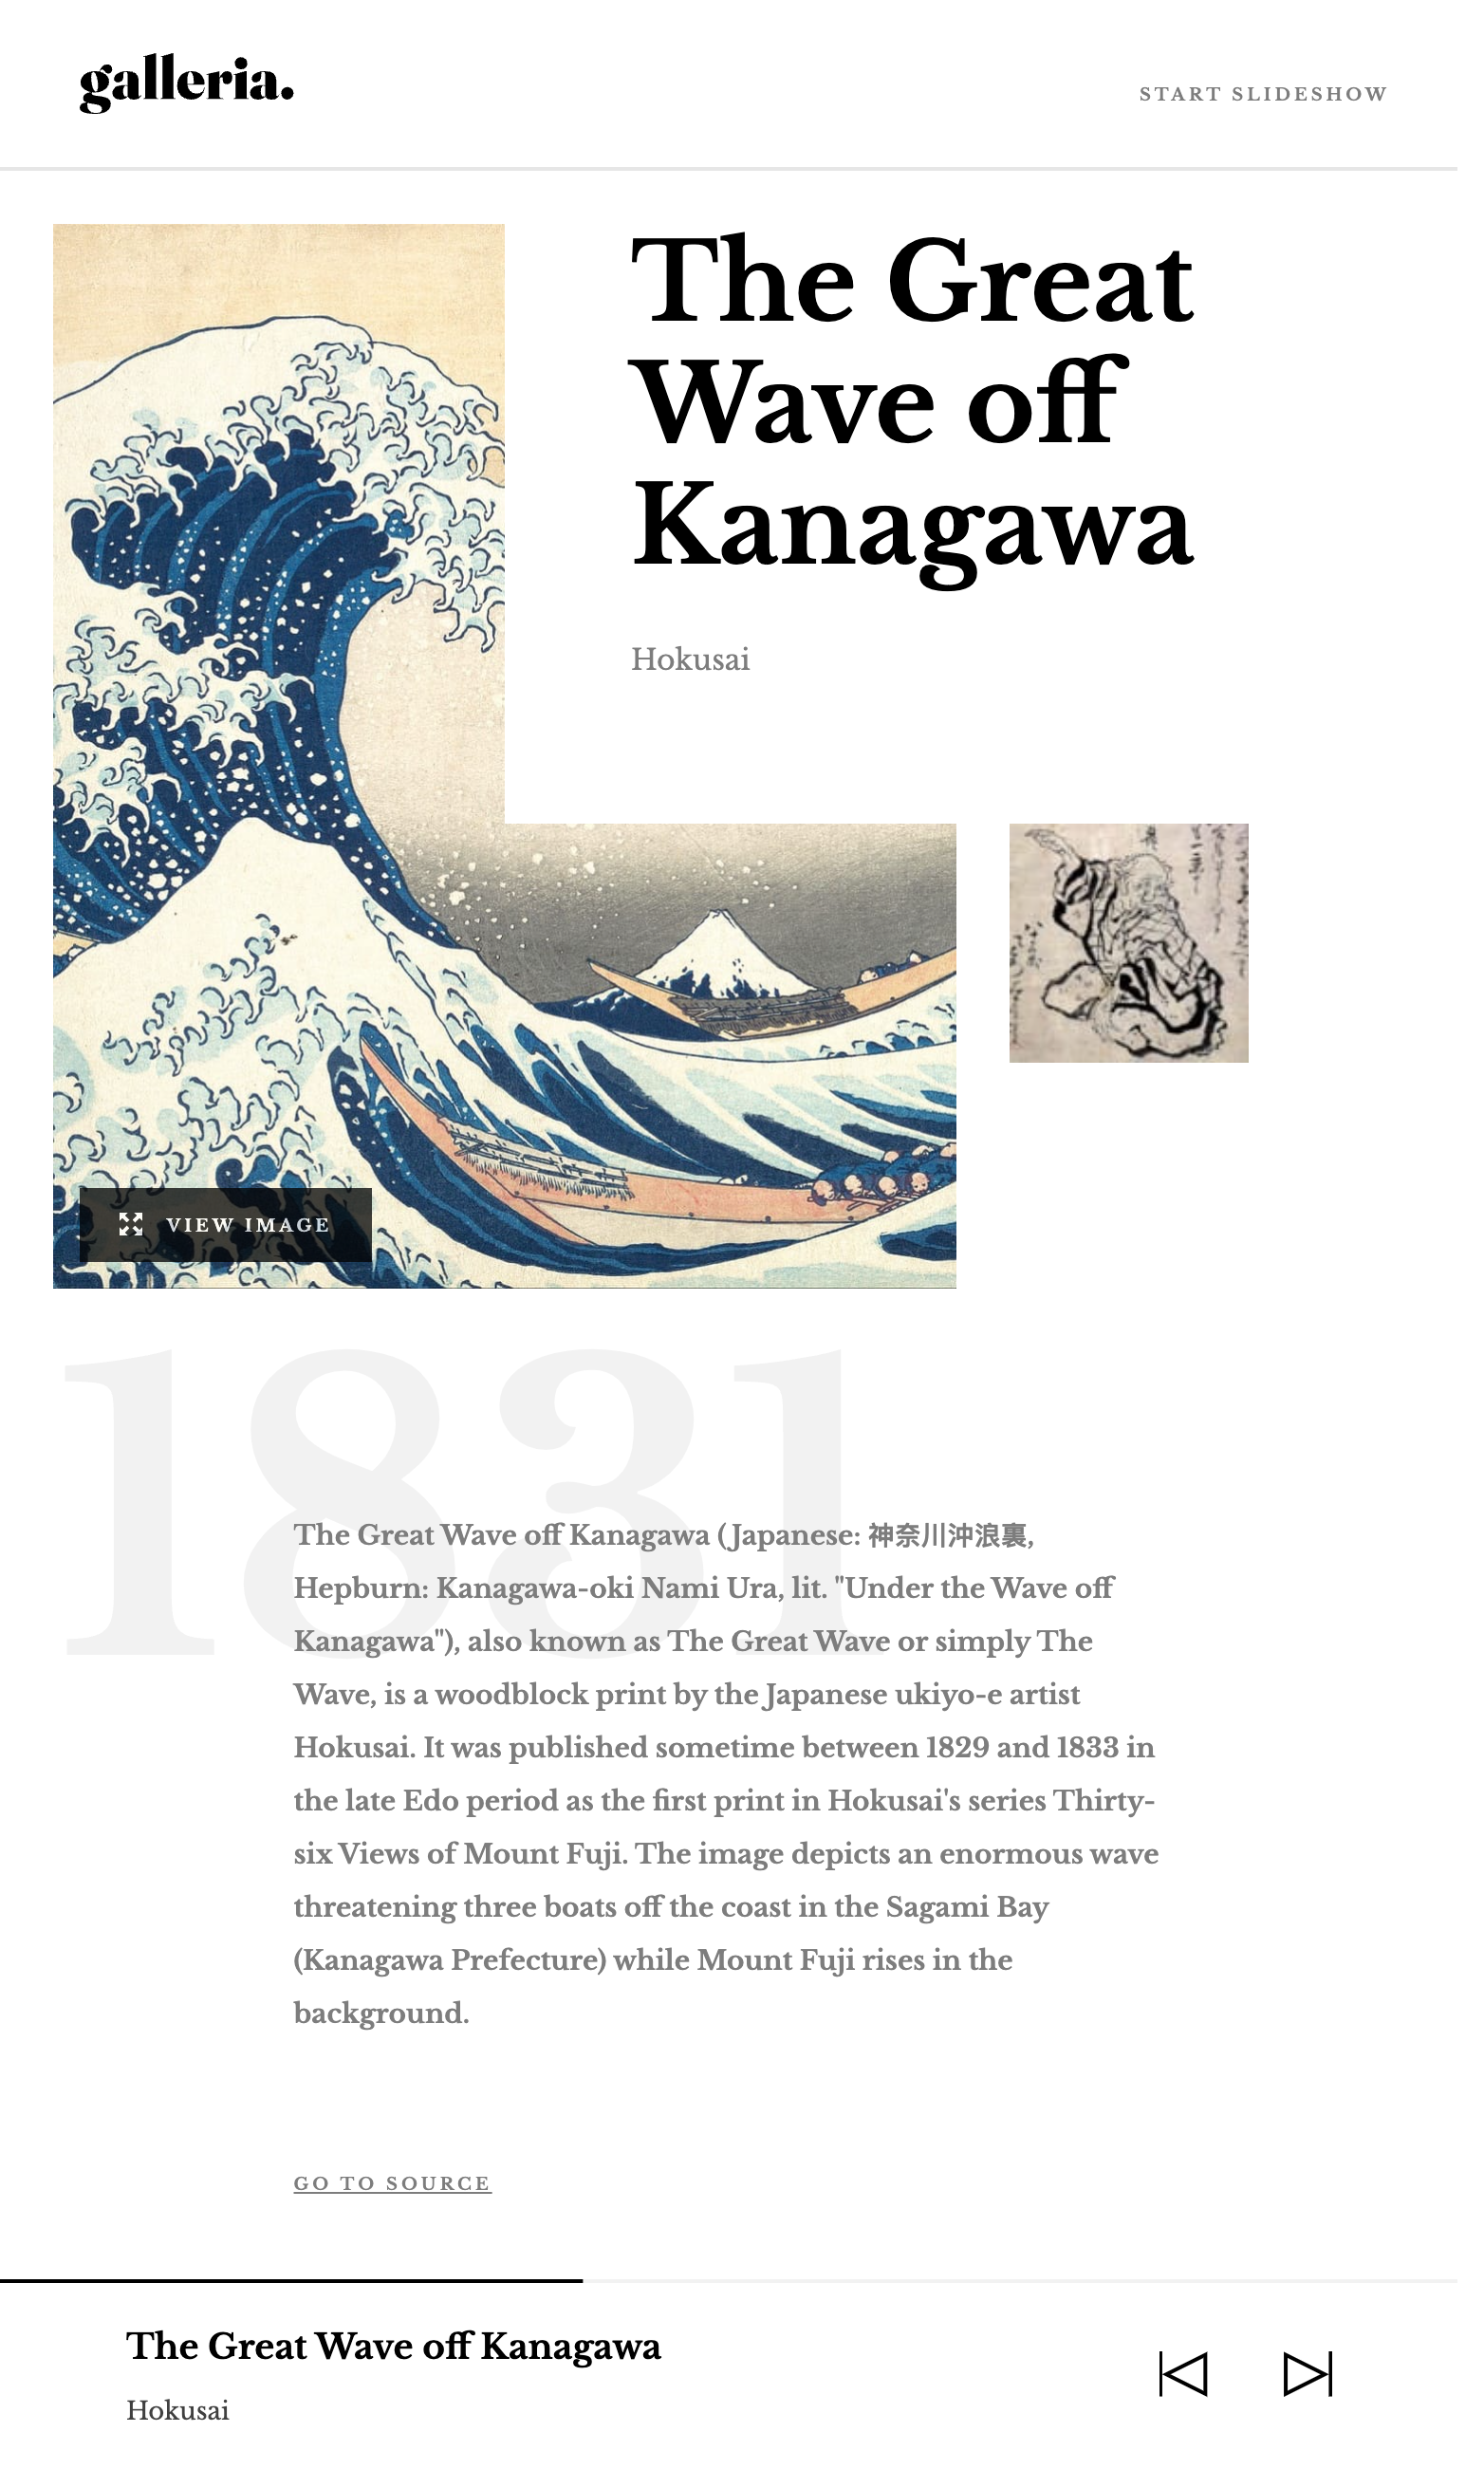 galleria.
START SLIDESHOW
The Great
Wave off
Kanagawa
Hokusai
VIEW IMAGE
1831
The Great Wave off Kanagawa (Japanese: 神奈川沖浪裏,
Hepburn: Kanagawa-oki Nami Ura, lit. "Under the Wave off
Kanagawa"), also known as The Great Wave or simply The
Wave, is a woodblock print by the Japanese ukiyo-e artist
Hokusai. It was published sometime between 1829 and 1833 in
the late Edo period as the first print in Hokusai's series Thirty-
six Views of Mount Fuji. The image depicts an enormous wave
threatening three boats off the coast in the Sagami Bay
(Kanagawa Prefecture) while Mount Fuji rises in the
background.
GO TO SOURCE
The Great Wave off Kanagawa
Hokusai